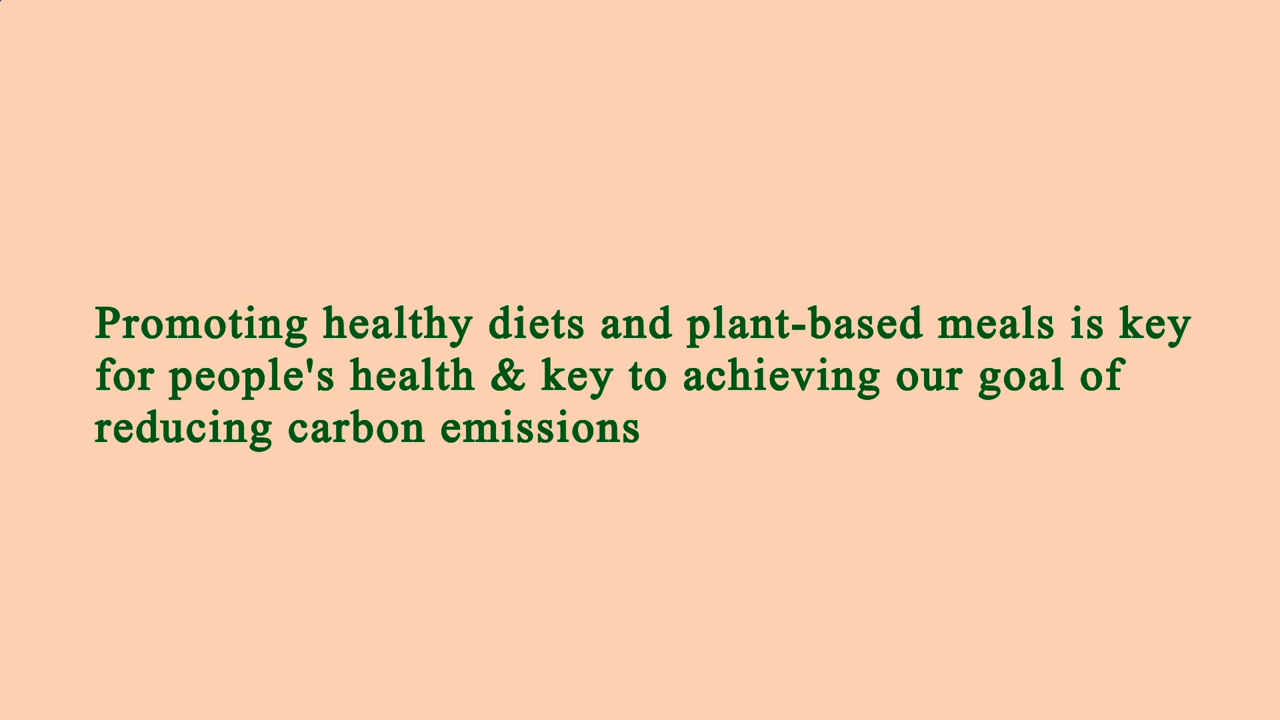 Promoting healthy diets and plant-based meals is key
for people's health & key to achieving our goal of
reducing carbon emissions